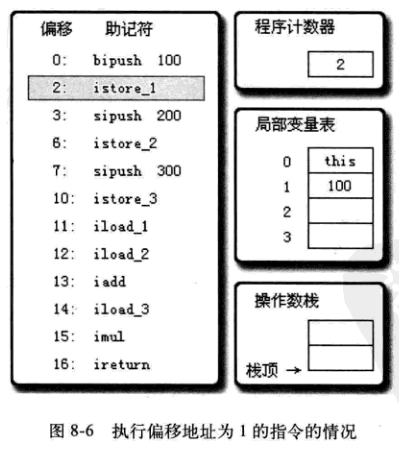 偏移 助记符
0: bipush 100
2: istore_1
3: sipush 200
6: istore_2
7: sipush 300
10: istore_3
11: iload_1
12: iload_2
13: iadd
14: iload_3
15: imul
16: ireturn
程序计数器
2
局部变量表
0 this
1 100
2
3
操作数栈
栈顶 →
图 8-6 执行偏移地址为 1 的指令的情况